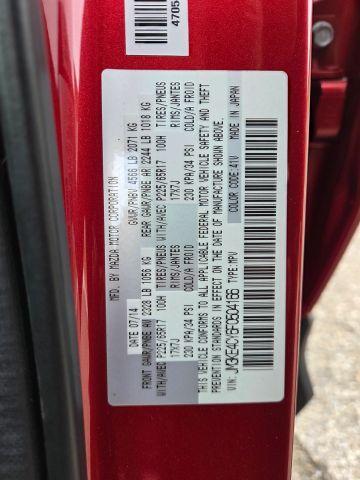 4705
MFD. BY MAZDA MOTOR CORPORATION
DATE 07/14 GVWR/PNBV 4566 LB 2071 KG
FRONT GAWR/PNBE AV 2328 LB 1056 KG REAR GAWR/PNBE AR 2244 LB 1018 KG
WITH/AVEC P225/65R17 100H TIRES/PNEUS WITH/AVEC P225/65R17 100H TIRES/PNEUS
17X7J RIMS/JANTES 17X7J RIMS/JANTES
230 KPA/34 PSI COLD/A FROID 230 KPA/34 PSI COLD/A FROID
THIS VEHICLE CONFORMS TO ALL APPLICABLE FEDERAL MOTOR VEHICLE SAFETY AND THEFT
PREVENTION STANDARDS IN EFFECT ON THE DATE OF MANUFACTURE SHOWN ABOVE.
VIN: JM3KE4CY6F0504166 TYPE:MPV COLOR CODE:41V MADE IN JAPAN